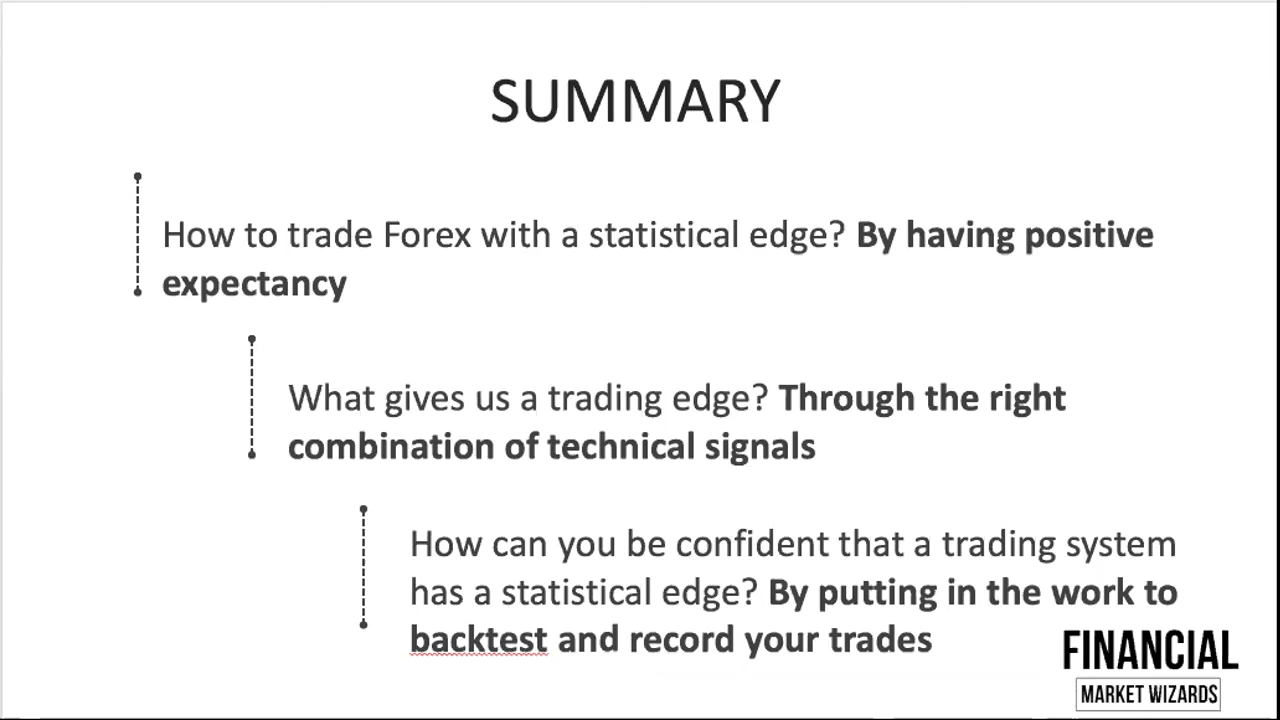 SUMMARY
How to trade Forex with a statistical edge? By having positive
expectancy
What gives us a trading edge? Through the right
combination of technical signals
How can you be confident that a trading system
has a statistical edge? By putting in the work to
backtest and record your trades
FINANCIAL
MARKET WIZARDS